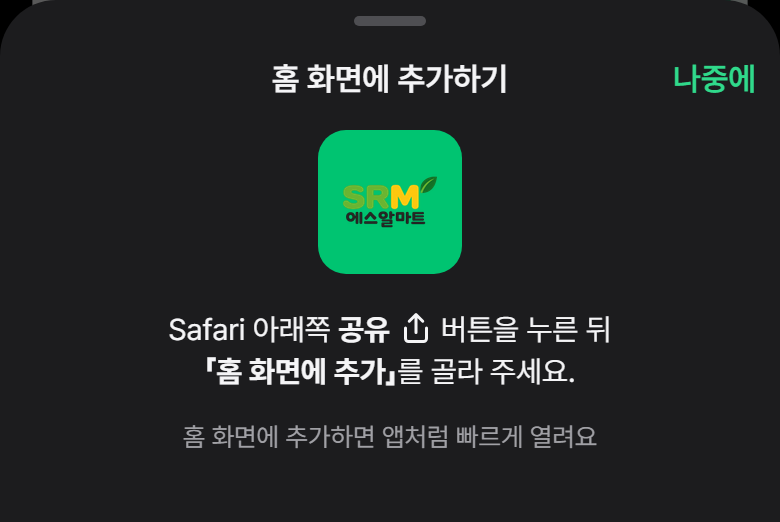 홈 화면에 추가하기
나중에
SRM
에스알마트
Safari 아래쪽 공유 버튼을 누른 뒤
「홈 화면에 추가」를 골라 주세요.
홈 화면에 추가하면 앱처럼 빠르게 열려요